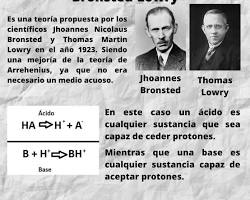 Bronsted Lowry
Es una teoría propuesta por los
científicos Jhoannes Nicolaus
Bronsted y Thomas Martin
Lowry en el año 1923. Siendo
una mejoría de la teoría de
Arrehenius, ya que no era
necesario un medio acuoso.
Jhoannes
Bronsted
Thomas
Lowry
Ácido
HA ⇨ H⁺ + A⁻
B + H⁺ ⇨ BH⁺
Base
En este caso un ácido es
cualquier sustancia que sea
capaz de ceder protones.
Mientras que una base es
cualquier sustancia capaz de
aceptar protones.